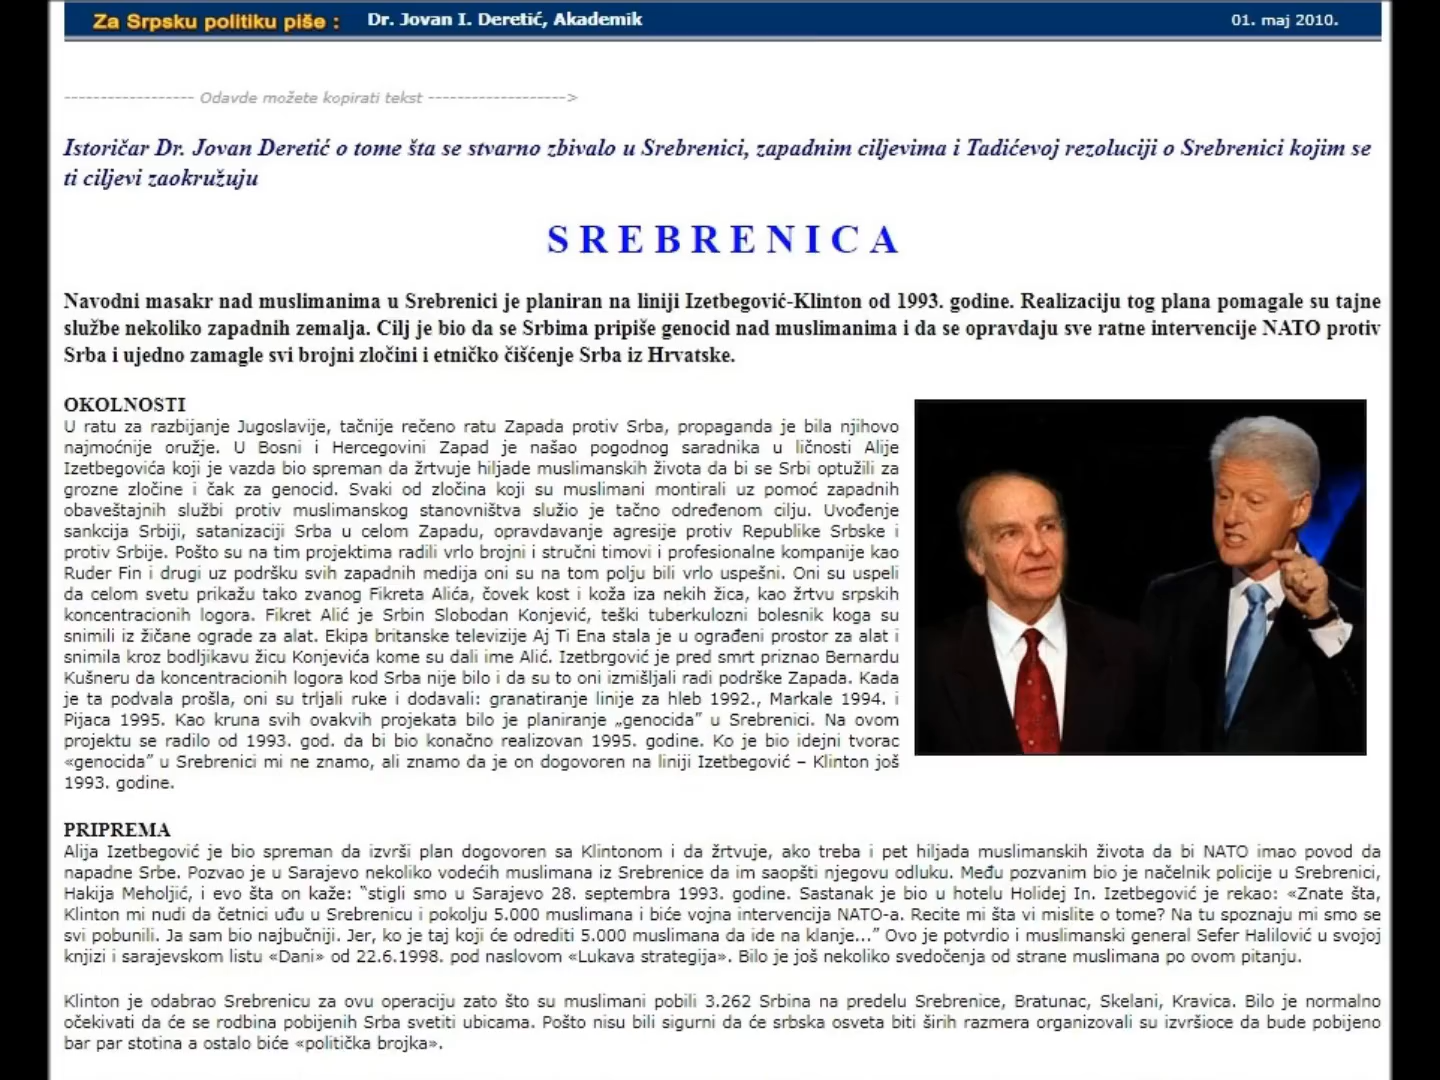 Za Srpsku politiku piše : Dr. Jovan I. Deretić, Akademik 01. maj 2010.
------------------ Odavde možete kopirati tekst ------------------->
Istoričar Dr. Jovan Deretić o tome šta se stvarno zbivalo u Srebrenici, zapadnim ciljevima i Tadićevoj rezoluciji o Srebrenici kojim se
ti ciljevi zaokružuju
S R E B R E N I C A
Navodni masakr nad muslimanima u Srebrenici je planiran na liniji Izetbegović-Klinton od 1993. godine. Realizaciju tog plana pomagale su tajne
službe nekoliko zapadnih zemalja. Cilj je bio da se Srbima pripiše genocid nad muslimanima i da se opravdaju sve ratne intervencije NATO protiv
Srba i ujedno zamagle svi brojni zločini i etničko čišćenje Srba iz Hrvatske.
OKOLNOSTI
U ratu za razbijanje Jugoslavije, tačnije rečeno ratu Zapada protiv Srba, propaganda je bila njihovo
najmoćnije oružje. U Bosni i Hercegovini Zapad je našao pogodnog saradnika u ličnosti Alije
Izetbegovića koji je vazda bio spreman da žrtvuje hiljade muslimanskih života da bi se Srbi optužili za
grozne zločine i čak za genocid. Svaki od zločina koji su muslimani montirali uz pomoć zapadnih
obaveštajnih službi protiv muslimanskog stanovništva služio je tačno određenom cilju. Uvođenje
sankcija Srbiji, satanizaciji Srba u celom Zapadu, opravdavanje agresije protiv Republike Srbske i
protiv Srbije. Pošto su na tim projektima radili vrlo brojni i stručni timovi i profesionalne kompanije kao
Ruder Fin i drugi uz podršku svih zapadnih medija oni su na tom polju bili vrlo uspešni. Oni su uspeli
da celom svetu prikažu tako zvanog Fikreta Alića, čovek kost i koža iza nekih žica, kao žrtvu srpskih
koncentracionih logora. Fikret Alić je Srbin Slobodan Konjević, teški tuberkulozni bolesnik koga su
snimili iz žičane ograde za alat. Ekipa britanske televizije Aj Ti Ena stala je u ograđeni prostor za alat i
snimila kroz bodljikavu žicu Konjevića kome su dali ime Alić. Izetbrgović je pred smrt priznao Bernardu
Kušneru da koncentracionih logora kod Srba nije bilo i da su to oni izmišljali radi podrške Zapada. Kada
je ta podvala prošla, oni su trljali ruke i dodavali: granatiranje linije za hleb 1992., Markale 1994. i
Pijaca 1995. Kao kruna svih ovakvih projekata bilo je planiranje „genocida” u Srebrenici. Na ovom
projektu se radilo od 1993. god. da bi bio konačno realizovan 1995. godine. Ko je bio idejni tvorac
«genocida” u Srebrenici mi ne znamo, ali znamo da je on dogovoren na liniji Izetbegović – Klinton još
1993. godine.
PRIPREMA
Alija Izetbegović je bio spreman da izvrši plan dogovoren sa Klintonom i da žrtvuje, ako treba i pet hiljada muslimanskih života da bi NATO imao povod da
napadne Srbe. Pozvao je u Sarajevo nekoliko vodećih muslimana iz Srebrenice da im saopšti njegovu odluku. Među pozvanim bio je načelnik policije u Srebrenici,
Hakija Meholjić, i evo šta on kaže: “stigli smo u Sarajevo 28. septembra 1993. godine. Sastanak je bio u hotelu Holidej In. Izetbegović je rekao: «Znate šta,
Klinton mi nudi da četnici uđu u Srebrenicu i pokolju 5.000 muslimana i biće vojna intervencija NATO-a. Recite mi šta vi mislite o tome? Na tu spoznaju mi smo se
svi pobunili. Ja sam bio najbučniji. Jer, ko je taj koji će odrediti 5.000 muslimana da ide na klanje...” Ovo je potvrdio i muslimanski general Sefer Halilović u svojoj
knjizi i sarajevskom listu «Dani» od 22.6.1998. pod naslovom «Lukava strategija». Bilo je još nekoliko svedočenja od strane muslimana po ovom pitanju.
Klinton je odabrao Srebrenicu za ovu operaciju zato što su muslimani pobili 3.262 Srbina na predelu Srebrenice, Bratunac, Skelani, Kravica. Bilo je normalno
očekivati da će se rodbina pobijenih Srba svetiti ubicama. Pošto nisu bili sigurni da će srbska osveta biti širih razmera organizovali su izvršioce da bude pobijeno
bar par stotina a ostalo biće «politička brojka».